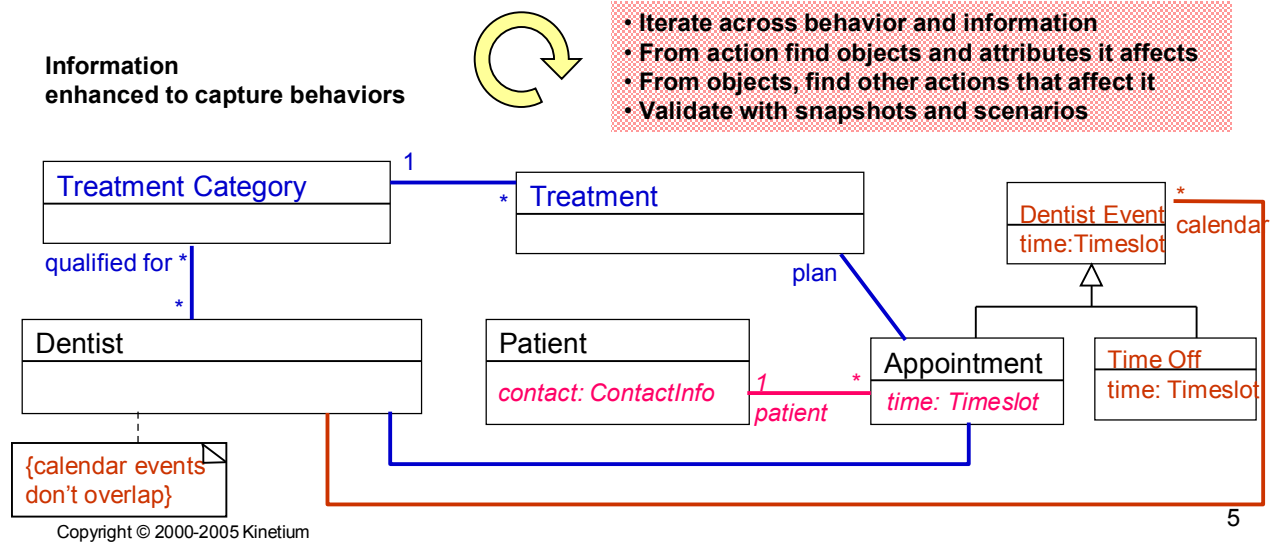 Information
enhanced to capture behaviors
• Iterate across behavior and information
• From action find objects and attributes it affects
• From objects, find other actions that affect it
• Validate with snapshots and scenarios
Treatment Category
1
*
Treatment
Dentist Event
time:Timeslot
*
calendar
qualified for *
*
plan
Dentist
Patient
contact: ContactInfo
1
patient
*
Appointment
time: Timeslot
Time Off
time: Timeslot
{calendar events
don't overlap}
Copyright © 2000-2005 Kinetium
5